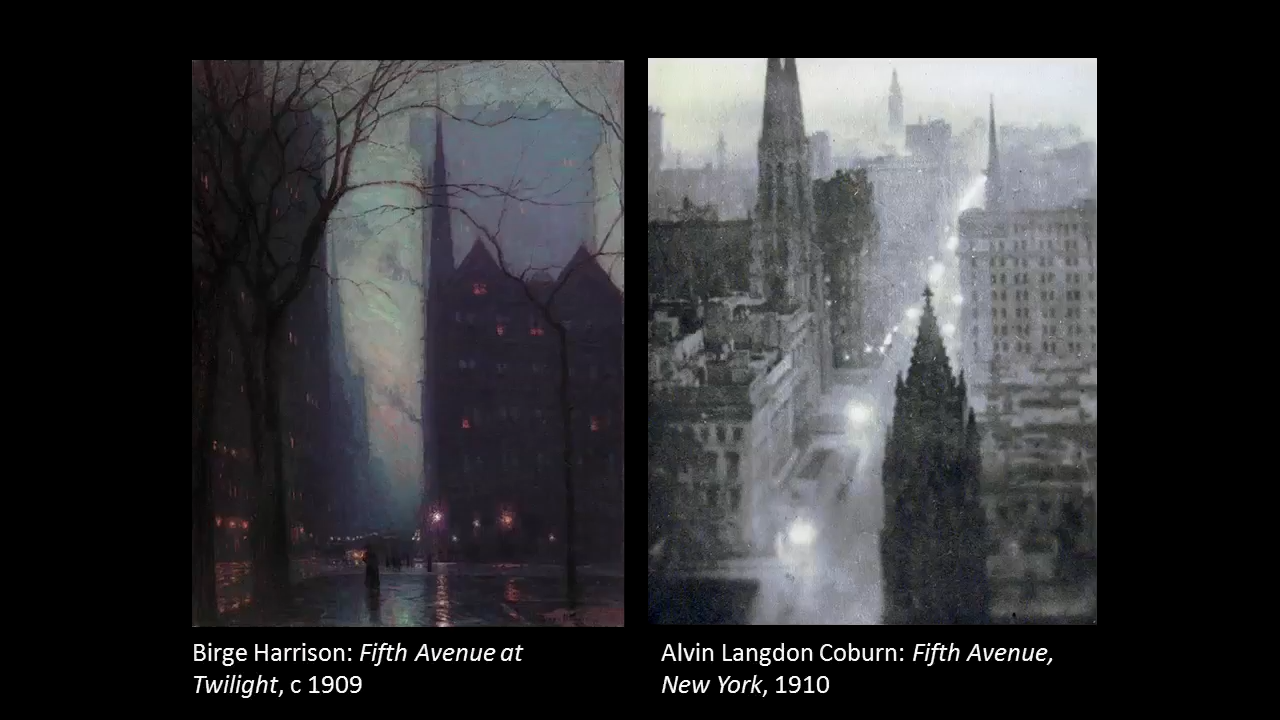 Birge Harrison: Fifth Avenue at
Twilight, c 1909
Alvin Langdon Coburn: Fifth Avenue,
New York, 1910